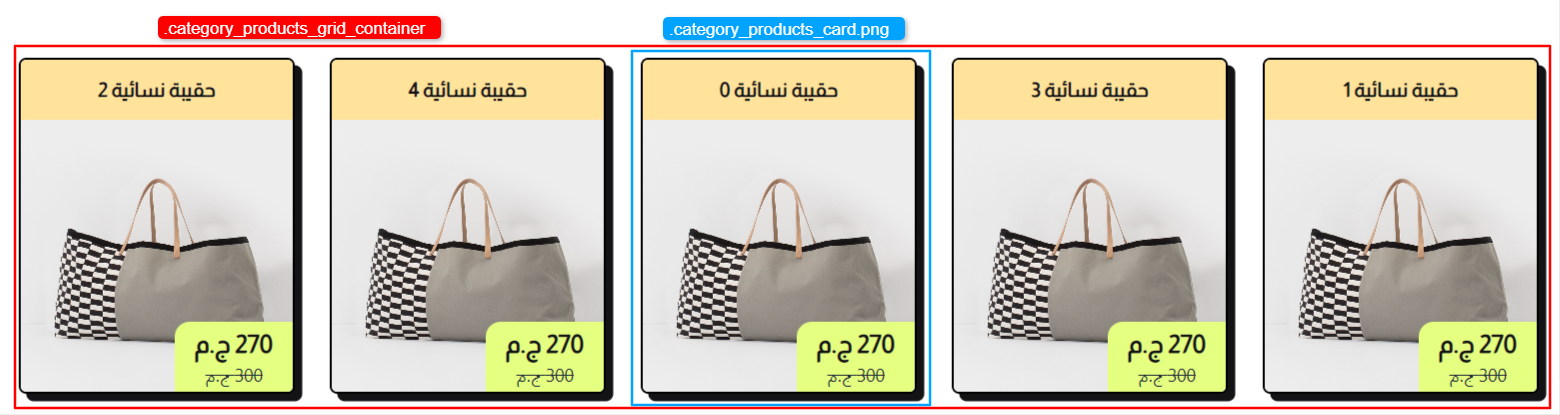 .category_products_grid_container
.category_products_card.png
حقيبة نسائية 1
حقيبة نسائية 3
حقيبة نسائية 0
حقيبة نسائية 4
حقيبة نسائية 2
270 ج.م
300 ج.م
270 ج.م
300 ج.م
270 ج.م
300 ج.م
270 ج.م
300 ج.م
270 ج.م
300 ج.م